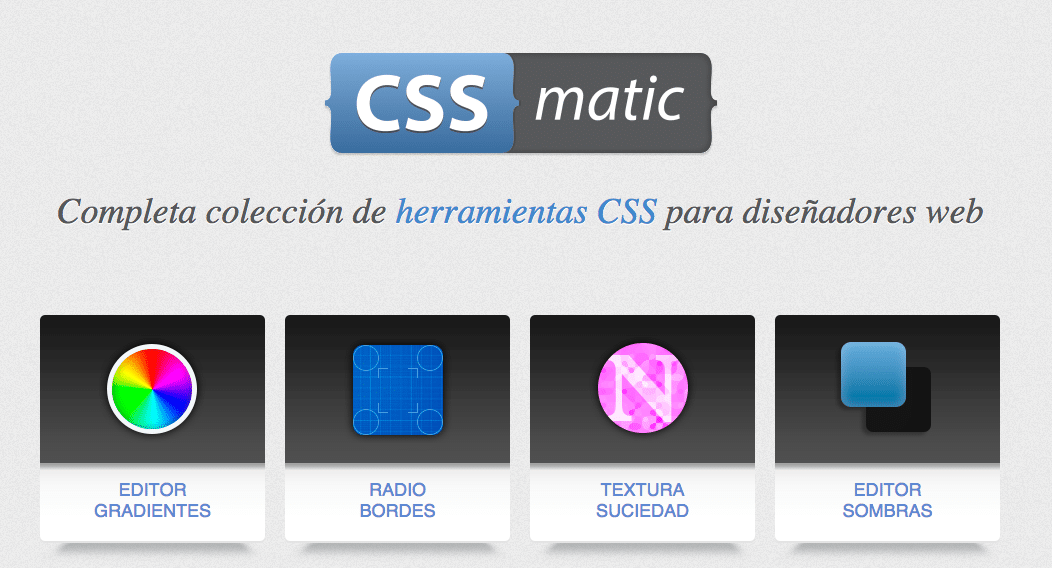 CSS matic
Completa colección de herramientas CSS para diseñadores web
N
EDITOR
GRADIENTES
RADIO
BORDES
TEXTURA
SUCIEDAD
EDITOR
SOMBRAS